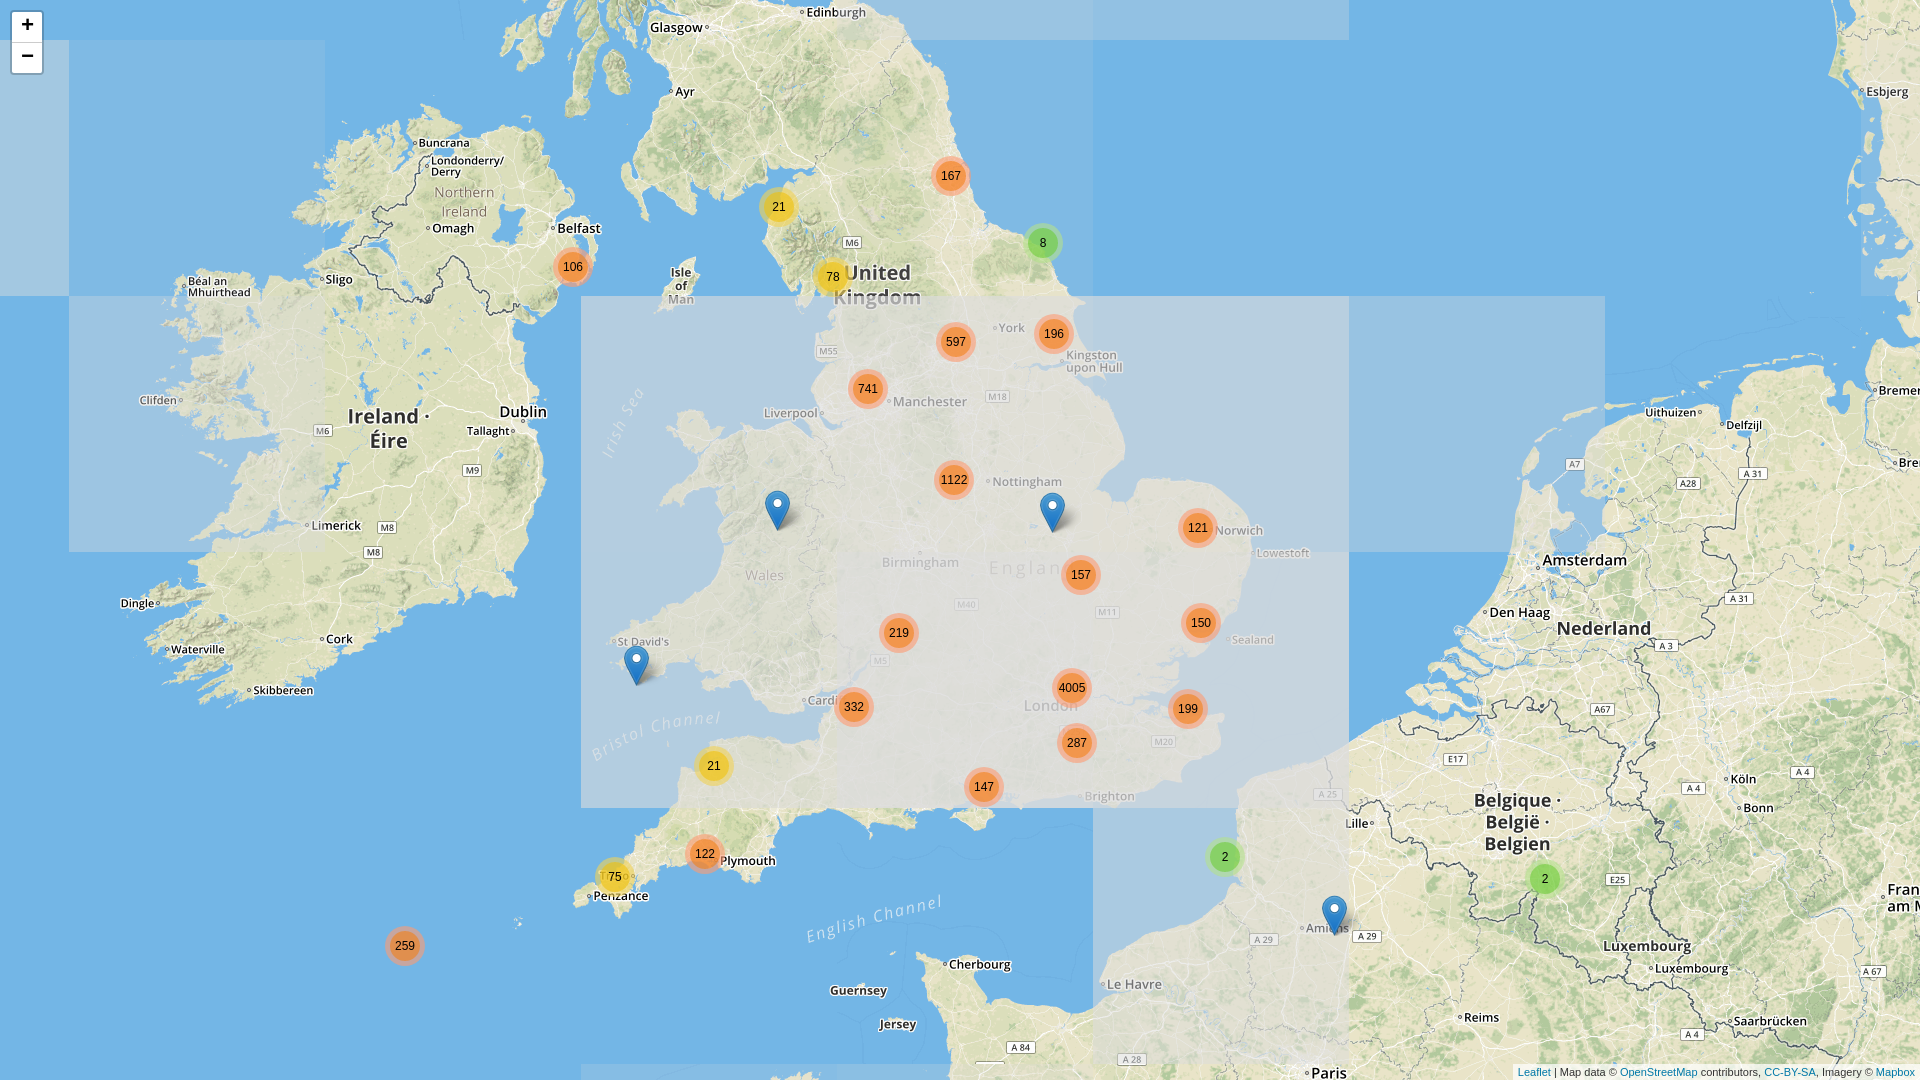 +
−
Edinburgh
Glasgow
Ayr
Esbjerg
Buncrana
Londonderry/
Derry
Northern
Ireland
Omagh
Belfast
167
21
M6
8
106
Isle
of
Man
78
United
Kingdom
Béal an
Mhuirthead
Sligo
York
196
597
M55
Kingston
upon Hull
741
Manchester
M18
Liverpool
Irish Sea
Clifden
Ireland ·
Éire
Dublin
Tallaght
M6
M9
Uithuizen
Delfzijl
A7
A 31
A28
1122
Nottingham
Limerick
M8
M8
121
Norwich
Lowestoft
Birmingham
Wales
157
Amsterdam
Dingle
M40
M11
Den Haag
A 31
Nederland
219
150
Sealand
Cork
Waterville
St David's
M5
A 3
Skibbereen
4005
London
332
199
A67
Bristol Channel
287
M20
E17
21
147
Brighton
A 25
Köln
A 4
A 4
Bonn
Belgique ·
België ·
Belgien
Lille
122
Plymouth
2
75
Penzance
2
E25
English Channel
259
Amiens
A 29
A 29
Luxembourg
Luxembourg
A 67
Cherbourg
Guernsey
Le Havre
Jersey
Reims
Saarbrücken
A 84
A 28
A 4
Paris
Leaflet | Map data © OpenStreetMap contributors, CC-BY-SA, Imagery © Mapbox